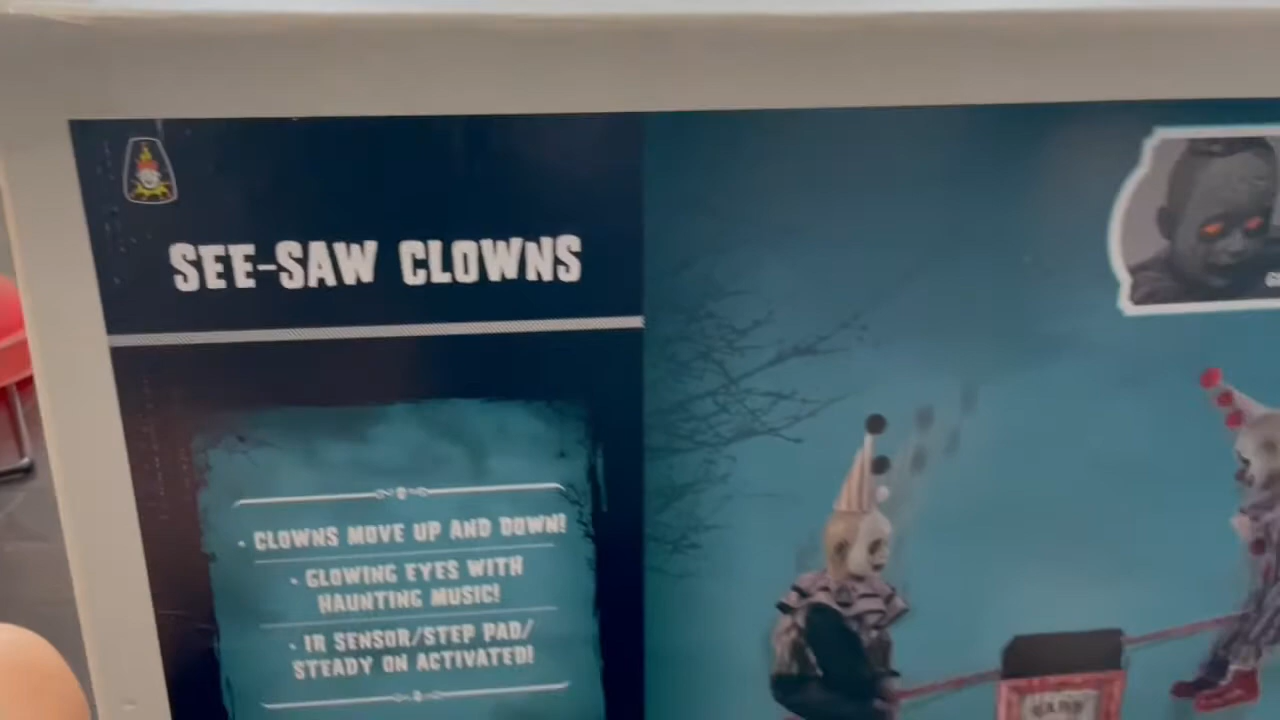 SEE-SAW CLOWNS
• CLOWNS MOVE UP AND DOWN!
• GLOWING EYES WITH
HAUNTING MUSIC!
• IR SENSOR/STEP PAD/
STEADY ON ACTIVATED!